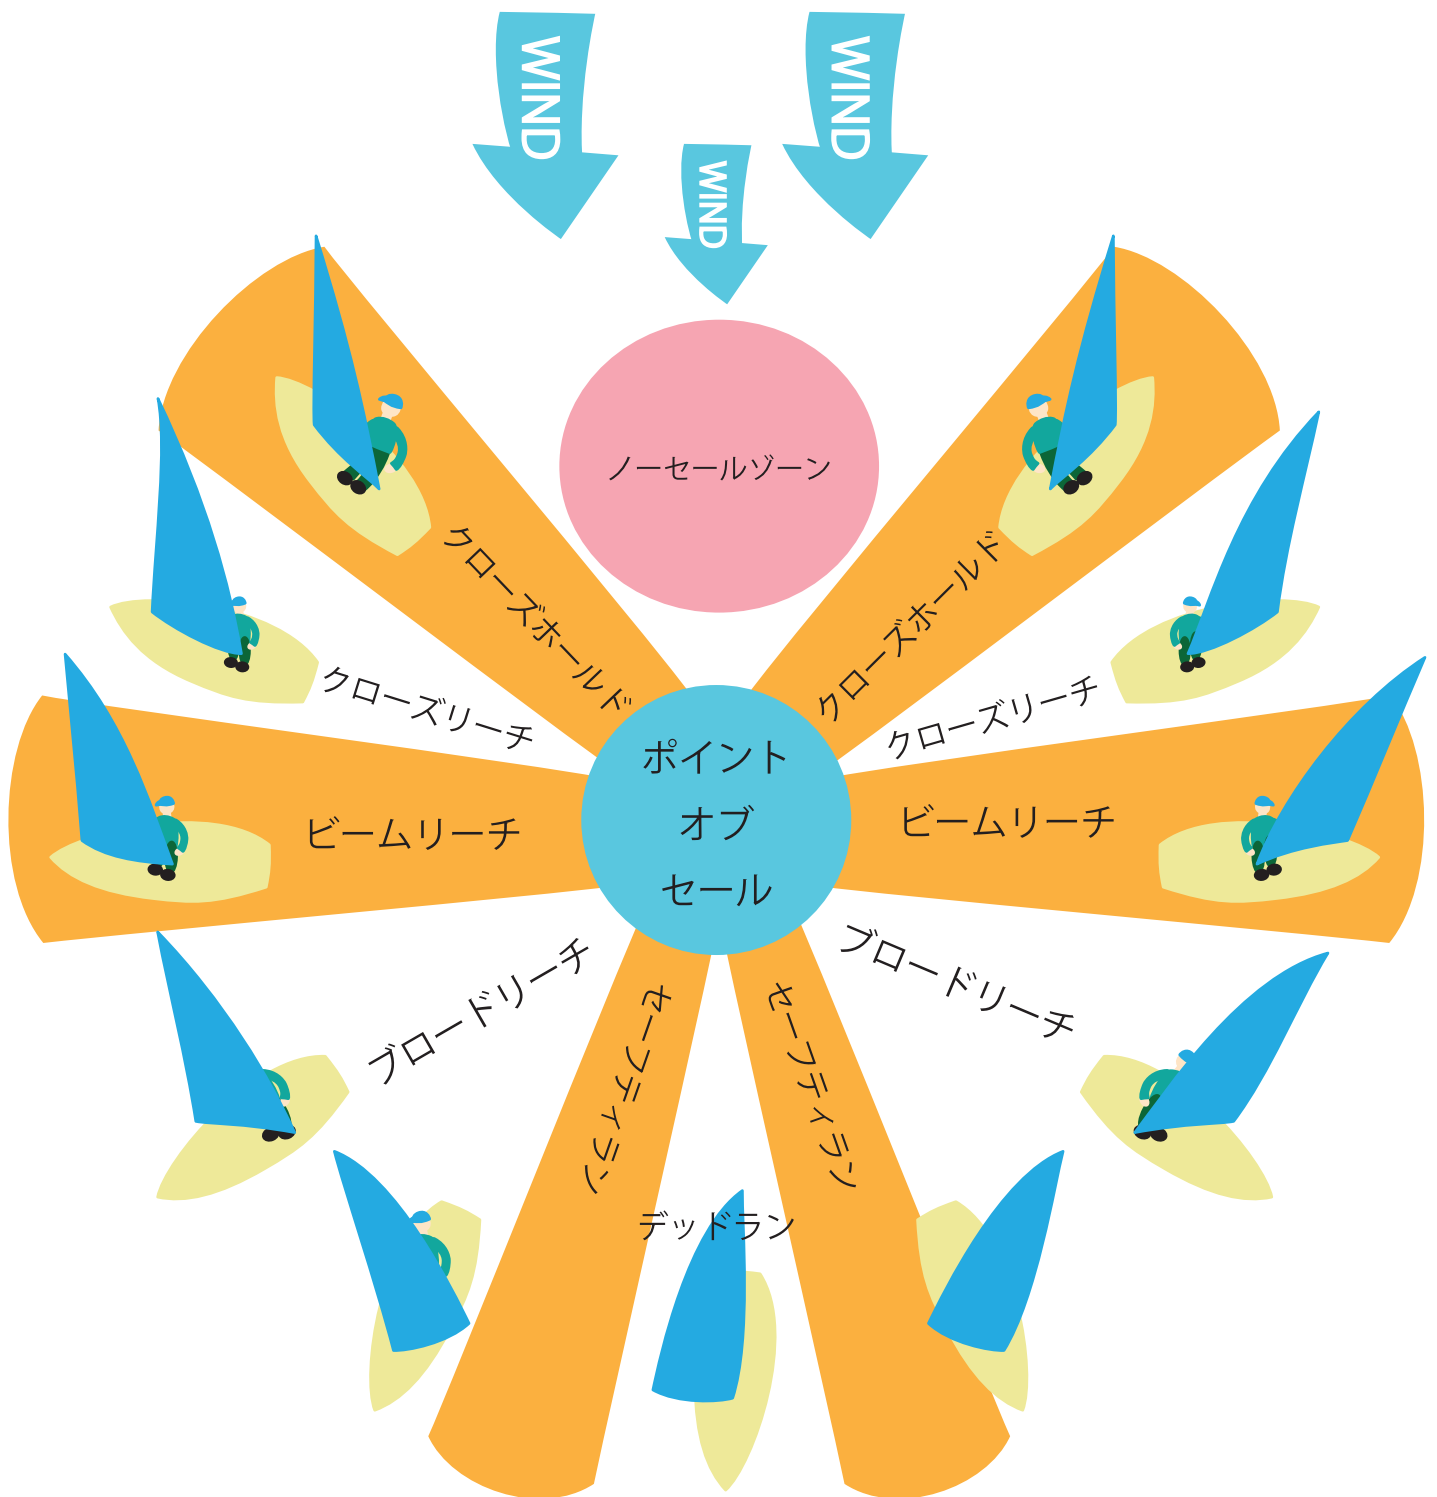 WIND
WIND
WIND
ノーセールゾーン
クローズホールド
クローズホールド
クローズリーチ
クローズリーチ
ポイント
オブ
セール
ビームリーチ
ビームリーチ
ブロードリーチ
ブロードリーチ
セーフティラン
セーフティラン
デッドラン